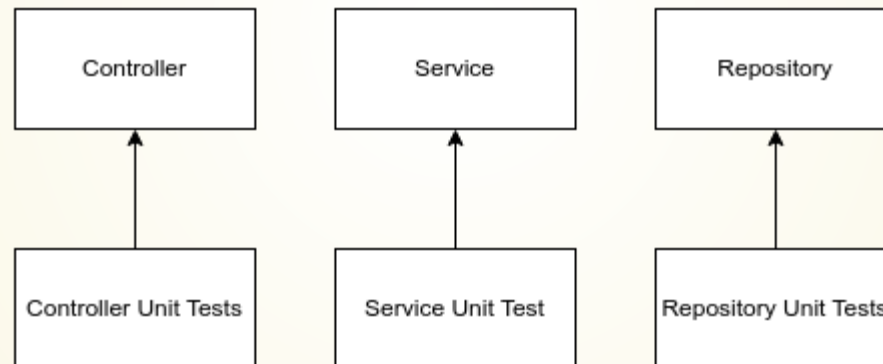 Controller
Service
Repository
Controller Unit Tests
Service Unit Test
Repository Unit Tests